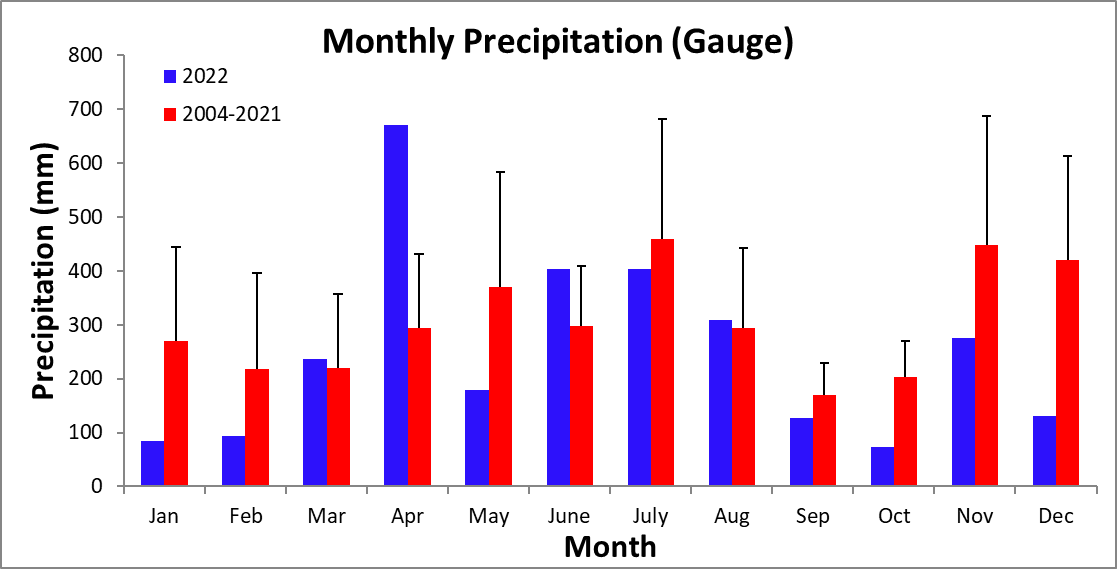 Monthly Precipitation (Gauge)
2022
2004-2021
Precipitation (mm)
800
700
600
500
400
300
200
100
0
Jan Feb Mar Apr May June July Aug Sep Oct Nov Dec
Month